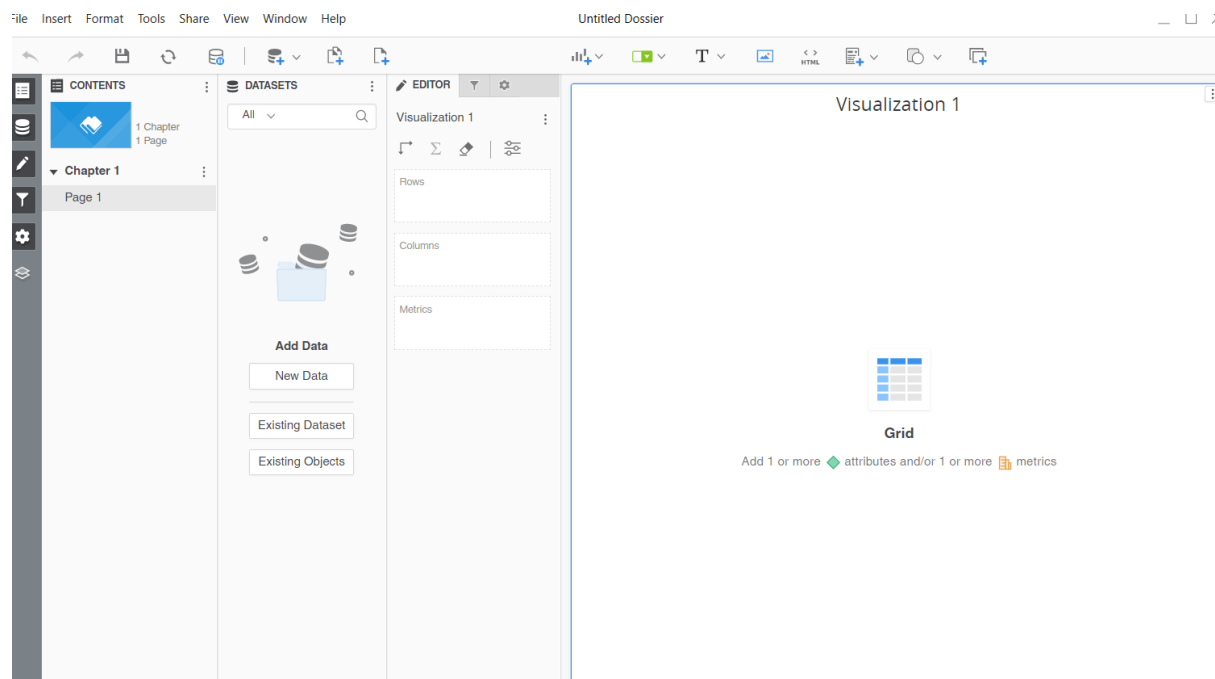 File Insert Format Tools Share View Window Help
Untitled Dossier
T
HTML
CONTENTS
1 Chapter
1 Page
Chapter 1
Page 1
DATASETS
All
Add Data
New Data
Existing Dataset
Existing Objects
EDITOR
Visualization 1
Σ
Rows
Columns
Metrics
Visualization 1
Grid
Add 1 or more attributes and/or 1 or more metrics